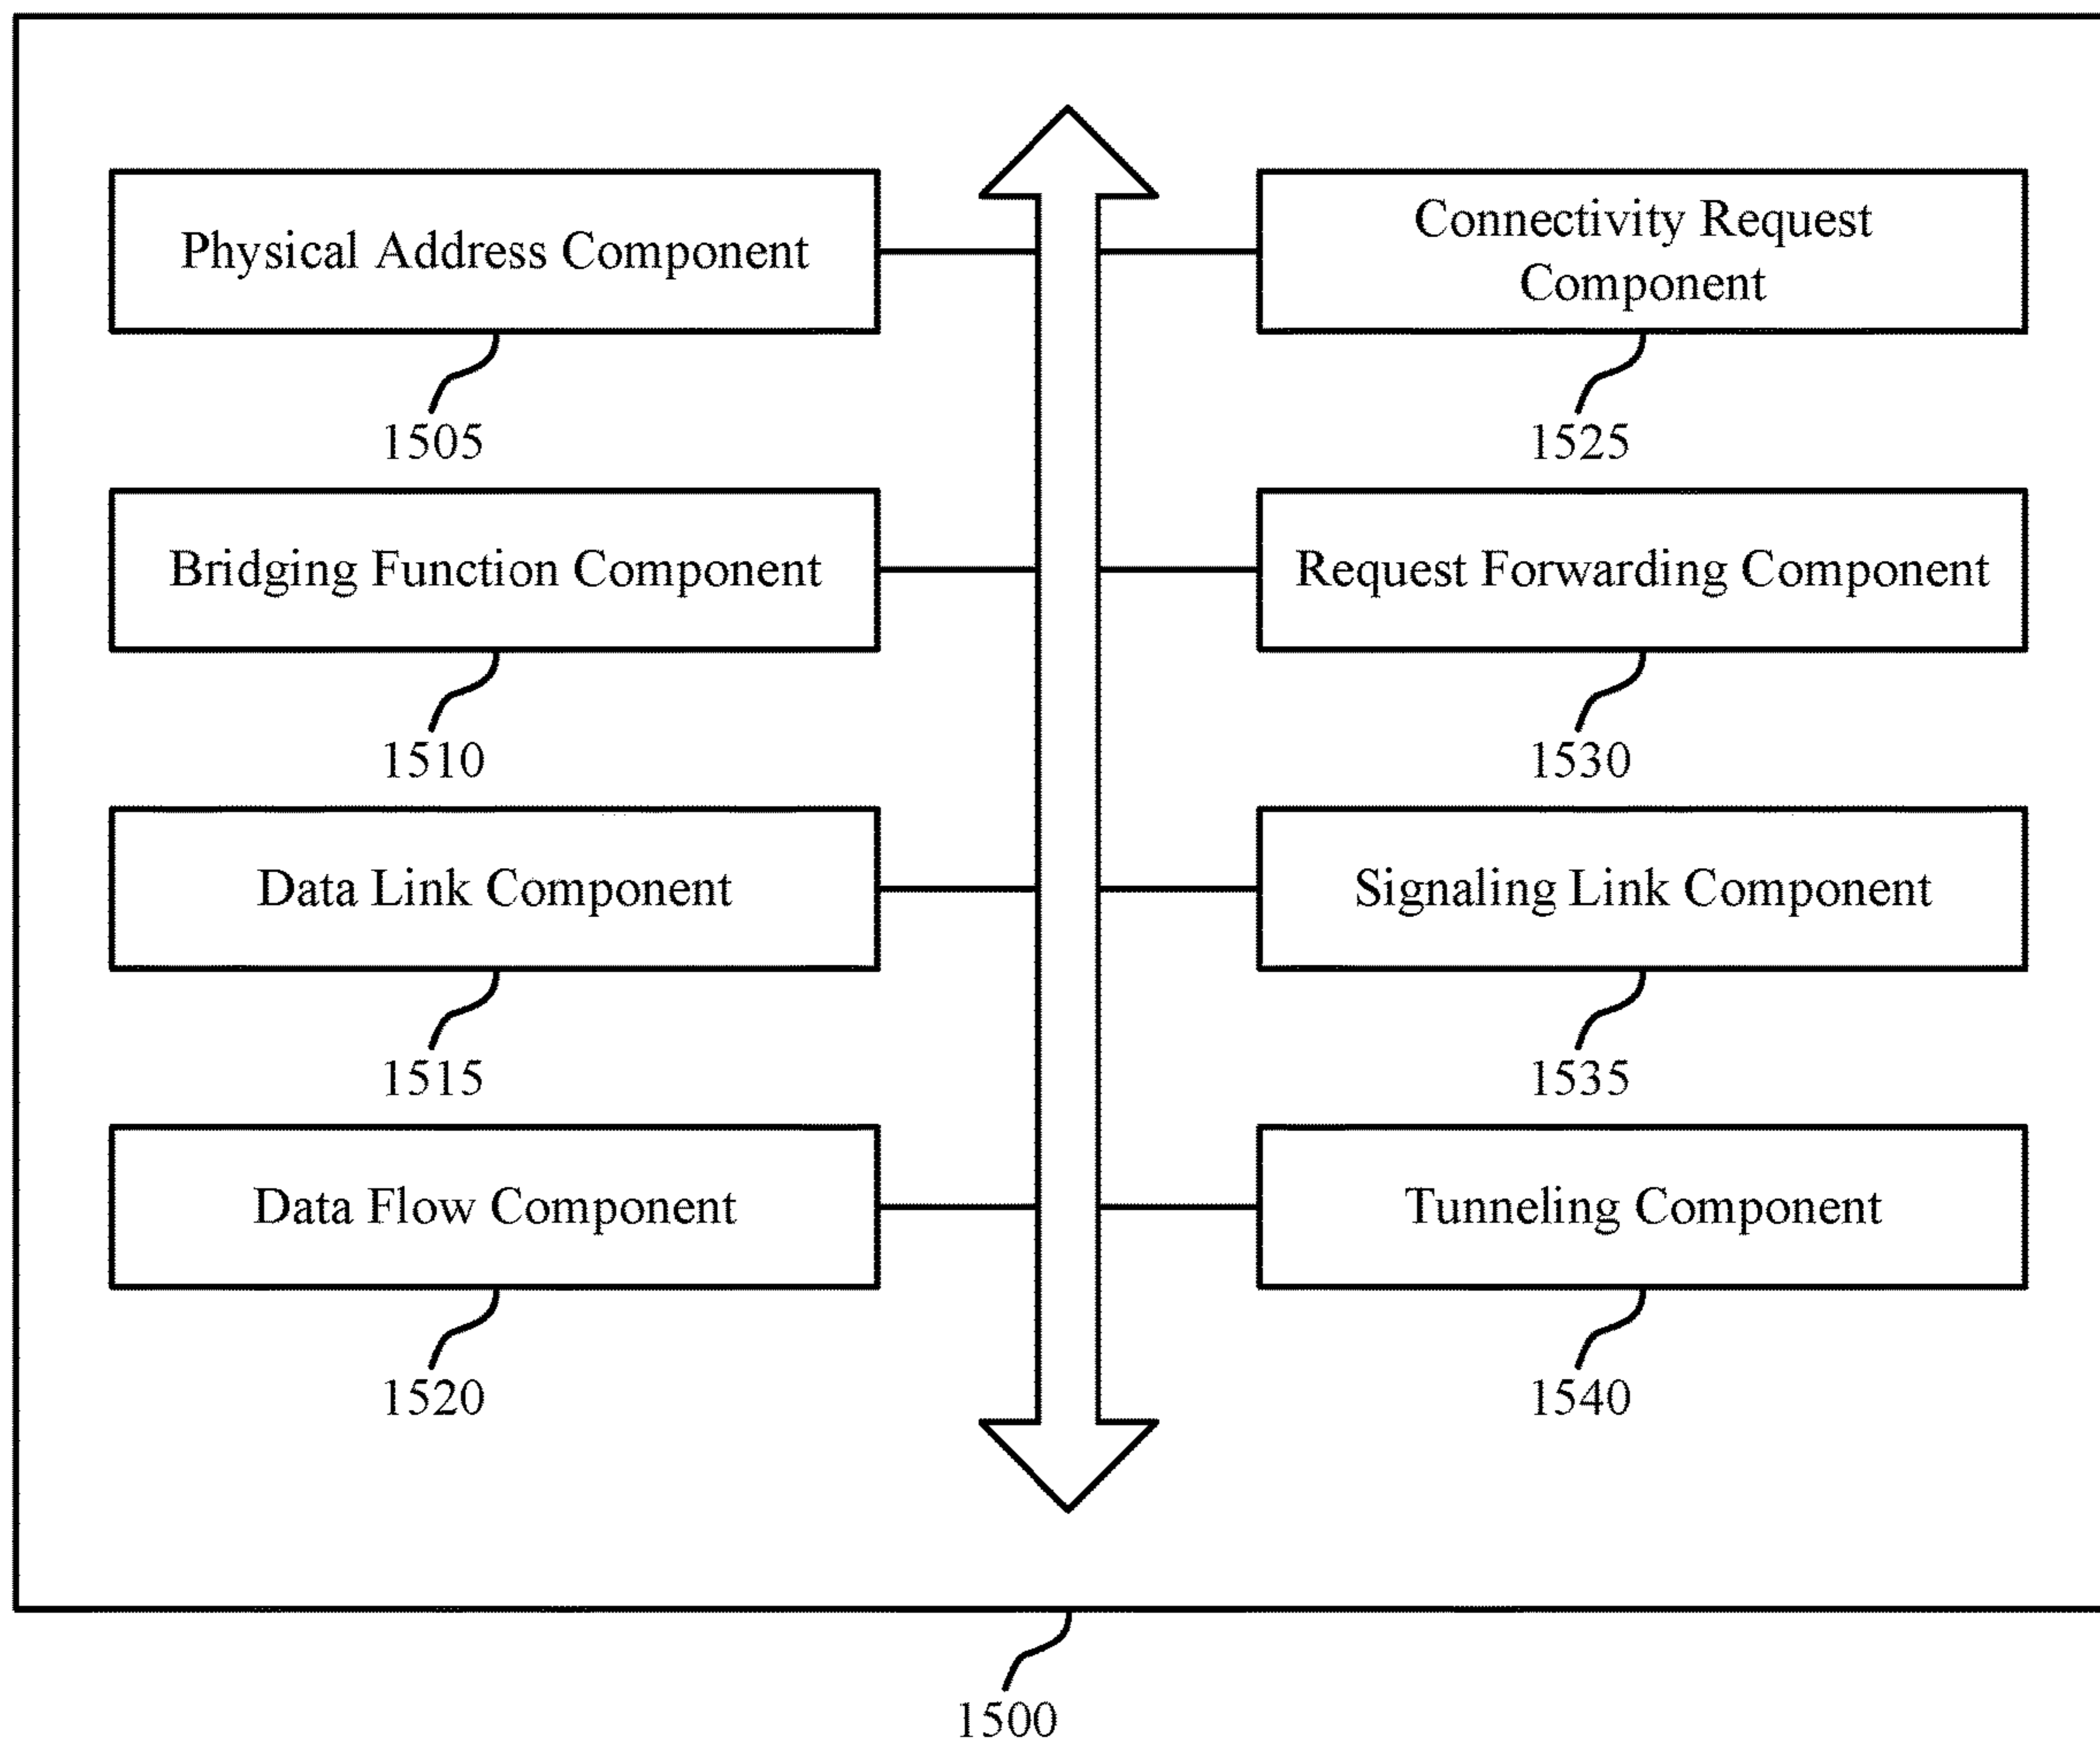 Physical Address Component
1505
Bridging Function Component
1510
Data Link Component
1515
Data Flow Component
1520
Connectivity Request
Component
1525
Request Forwarding Component
1530
Signaling Link Component
1535
Tunneling Component
1540
1500